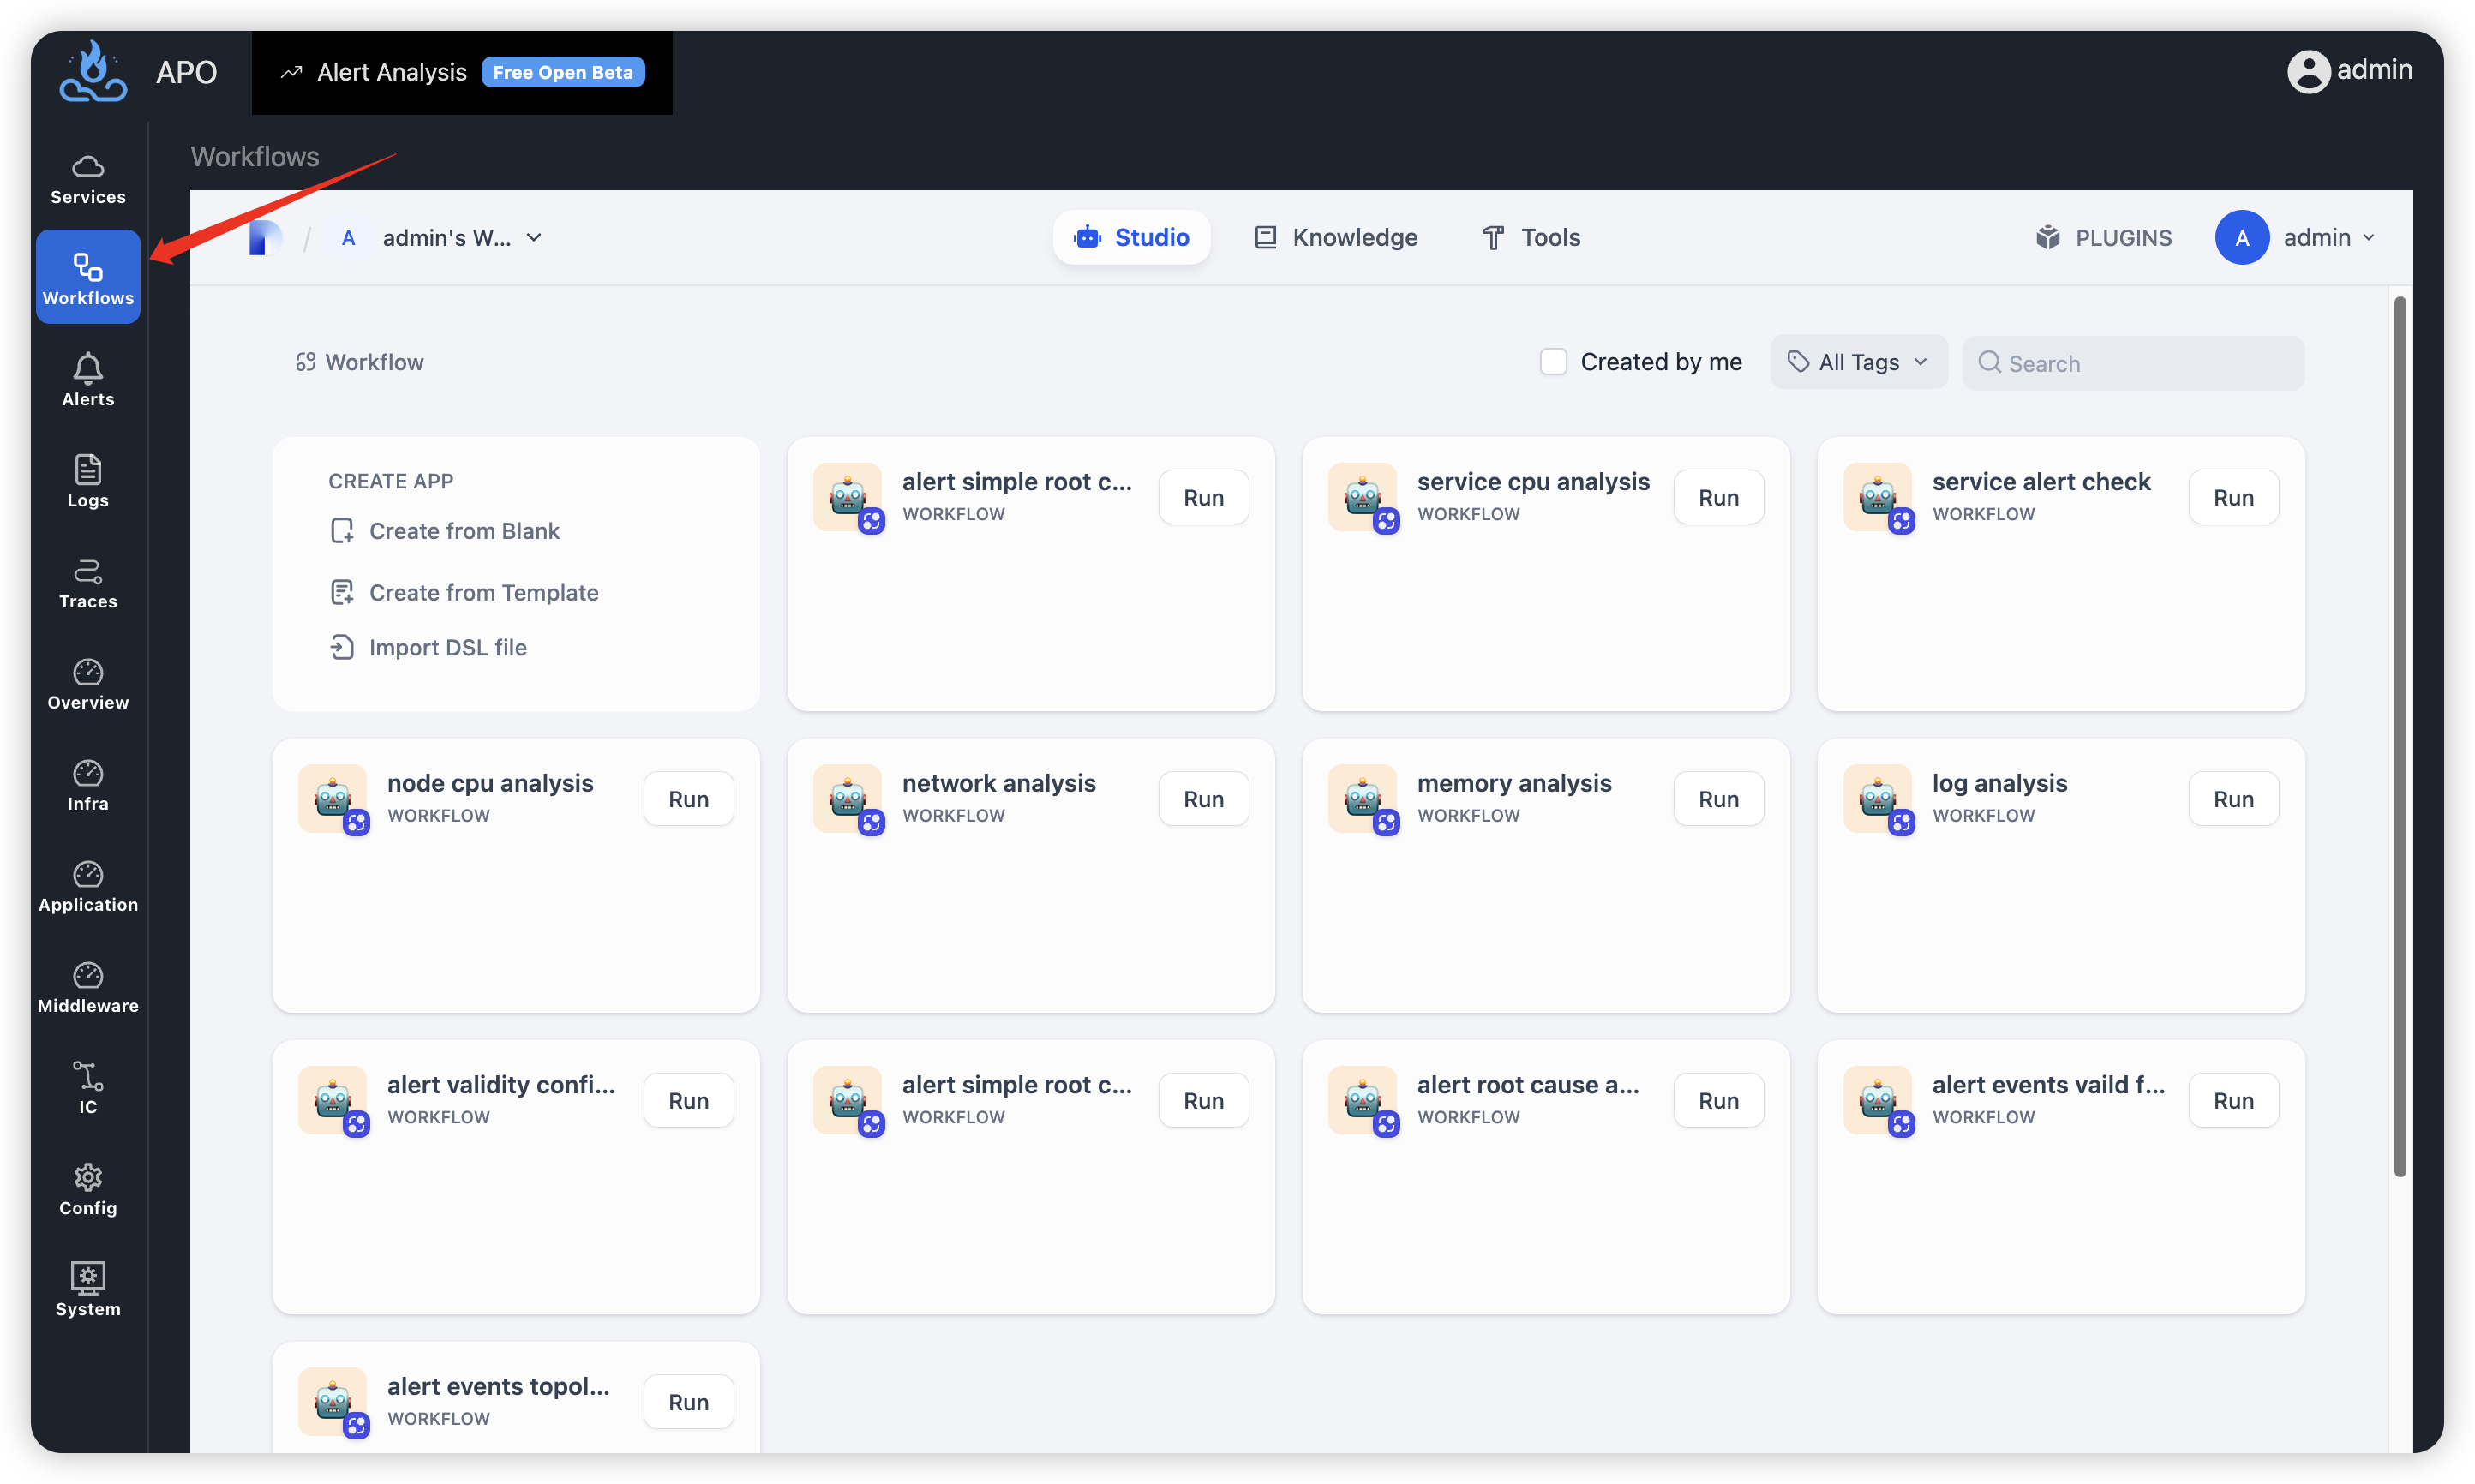 APO
Alert Analysis Free Open Beta
admin
Workflows
Services
Workflows
Alerts
Logs
Traces
Overview
Infra
Application
Middleware
IC
Config
System
A admin's W...
Studio
Knowledge
Tools
PLUGINS
A admin
Workflow
Created by me
All Tags
Search
CREATE APP
Create from Blank
Create from Template
Import DSL file
alert simple root c...
WORKFLOW
Run
service cpu analysis
WORKFLOW
Run
service alert check
WORKFLOW
Run
node cpu analysis
WORKFLOW
Run
network analysis
WORKFLOW
Run
memory analysis
WORKFLOW
Run
log analysis
WORKFLOW
Run
alert validity confi...
WORKFLOW
Run
alert simple root c...
WORKFLOW
Run
alert root cause a...
WORKFLOW
Run
alert events vaild f...
WORKFLOW
Run
alert events topol...
WORKFLOW
Run